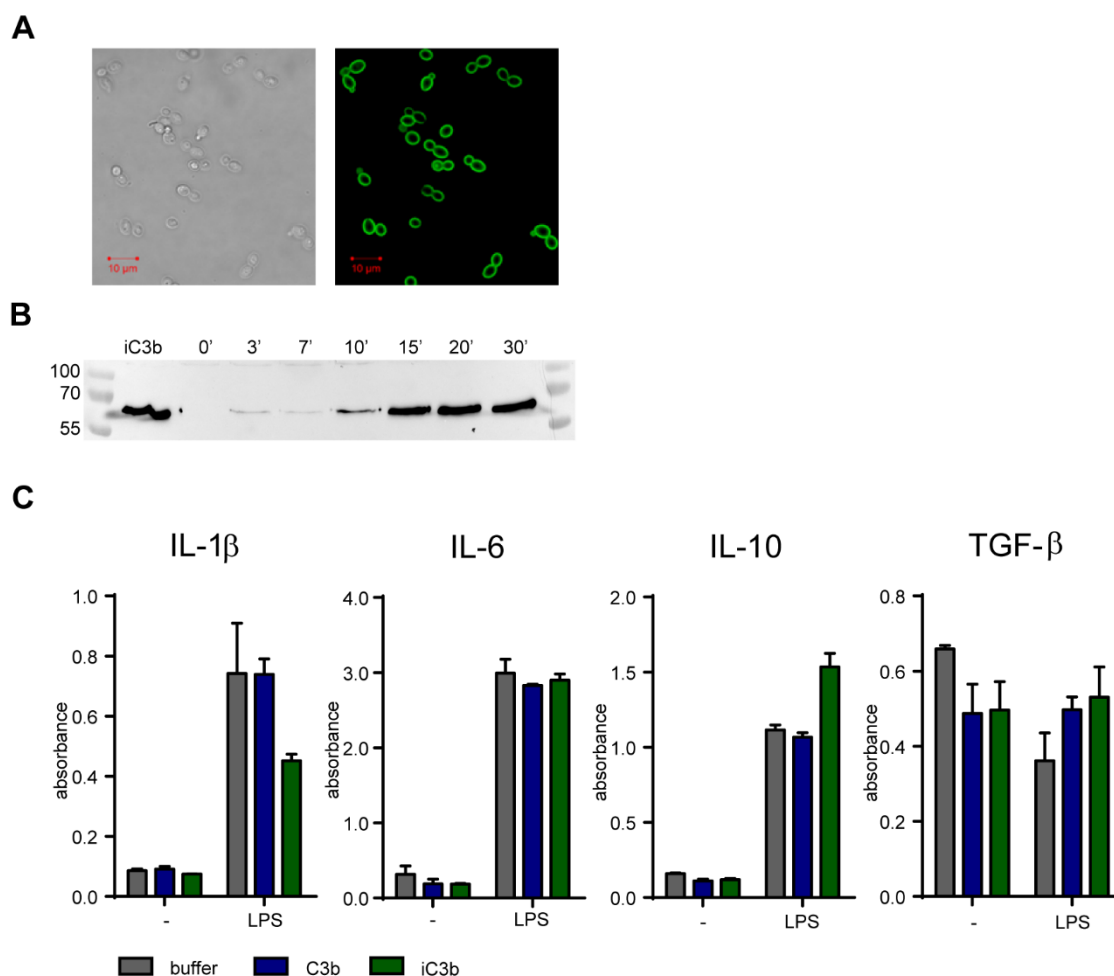 A
10 µm
10 µm
B
iC3b 0’ 3’ 7’ 10’ 15’ 20’ 30’
100
70
55
C
IL-1β IL-6 IL-10 TGF-β
absorbance
1.0
0.8
0.6
0.4
0.2
0.0
- LPS
absorbance
4.0
3.0
2.0
1.0
0.0
- LPS
absorbance
2.0
1.5
1.0
0.5
0.0
- LPS
absorbance
0.8
0.6
0.4
0.2
0.0
- LPS
buffer C3b iC3b